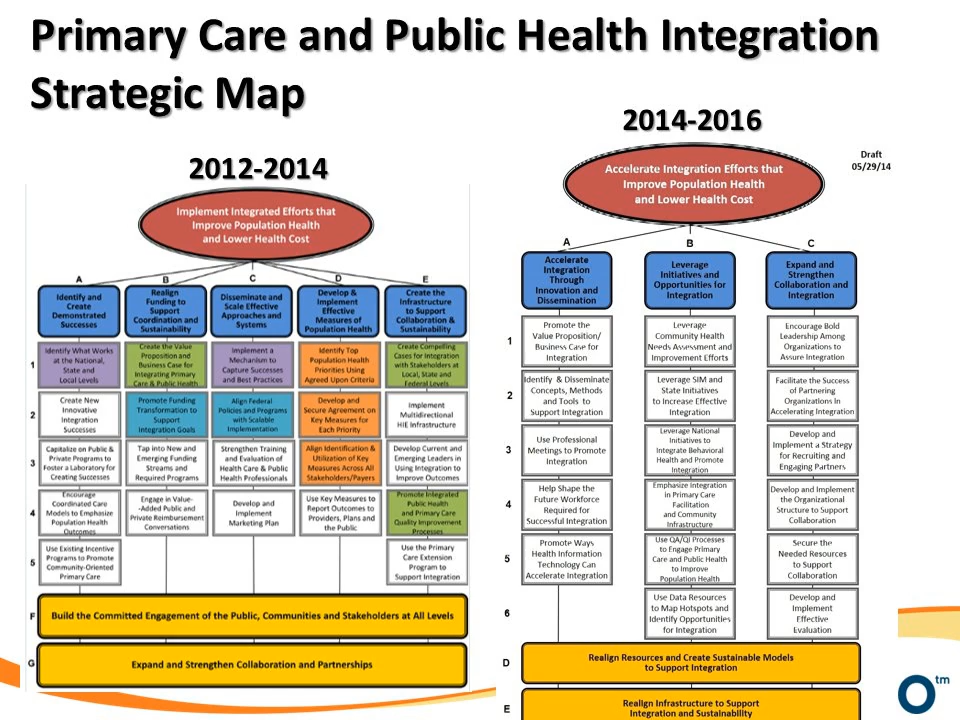 Primary Care and Public Health Integration
Strategic Map
2012-2014
Implement Integrated Efforts that
Improve Population Health
and Lower Health Cost
A
B
C
D
E
Identify and
Create
Demonstrated
Successes
Realign
Funding to
Support
Coordination and
Sustainability
Disseminate and
Scale Effective
Approaches and
Systems
Develop &
Implement
Effective
Measures of
Population Health
Create the
Infrastructure
to Support
Collaboration &
Sustainability
1
Identify What Works
at the National,
State and
Local Levels
Create the Value
Proposition and
Business Case for
Integrating Primary
Care & Public Health
Implement a
Mechanism to
Capture Successes
and Best Practices
Identify Top
Population Health
Priorities Using
Agreed Upon Criteria
Create Compelling
Cases for Integration
with Stakeholders at
Local, State and
Federal Levels
2
Create New
Innovative
Integration
Successes
Promote Funding
Transformation to
Support
Integration Goals
Align Federal
Policies and Programs
with Scalable
Implementation
Develop and
Secure Agreement on
Key Measures for
Each Priority
Implement
Multidirectional
HIE Infrastructure
3
Capitalize on Public &
Private Programs to
Foster a Laboratory for
Creating Successes
Tap into New and
Emerging Funding
Streams and
Required Programs
Strengthen Training
and Evaluation of
Health Care & Public
Health Professionals
Align Identification &
Utilization of Key
Measures Across All
Stakeholders/Payers
Develop Current and
Emerging Leaders in
Using Integration to
Improve Outcomes
4
Encourage
Coordinated Care
Models to Emphasize
Population Health
Outcomes
Engage in Value-
-Added Public and
Private Reimbursement
Conversations
Develop and
Implement
Marketing Plan
Use Key Measures to
Report Outcomes to
Providers, Plans and
the Public
Promote Integrated
Public Health
and Primary Care
Quality Improvement
Processes
5
Use Existing Incentive
Programs to Promote
Community-Oriented
Primary Care
Use the Primary
Care Extension
Program to
Support Integration
F
Build the Committed Engagement of the Public, Communities and Stakeholders at All Levels
G
Expand and Strengthen Collaboration and Partnerships
2014-2016
Draft
05/29/14
Accelerate Integration Efforts that
Improve Population Health
and Lower Health Cost
A
B
C
Accelerate
Integration
Through
Innovation and
Dissemination
Leverage
Initiatives and
Opportunities for
Integration
Expand and
Strengthen
Collaboration and
Integration
1
Promote the
Value Proposition/
Business Case for
Integration
Leverage
Community Health
Needs Assessment and
Improvement Efforts
Encourage Bold
Leadership Among
Organizations to
Assure Integration
2
Identify & Disseminate
Concepts, Methods
and Tools to
Support Integration
Leverage SIM and
State Initiatives
to Increase Effective
Integration
Facilitate the Success
of Partnering
Organizations in
Accelerating Integration
3
Use Professional
Meetings to Promote
Integration
Leverage National
Initiatives to
Integrate Behavioral
Health and Promote
Integration
Develop and
Implement a Strategy
for Recruiting and
Engaging Partners
4
Help Shape the
Future Workforce
Required for
Successful Integration
Emphasize Integration
in Primary Care
Facilitation
and Community
Infrastructure
Develop and Implement
the Organizational
Structure to Support
Collaboration
5
Promote Ways
Health Information
Technology Can
Accelerate Integration
Use QA/QI Processes
to Engage Primary
Care and Public Health
to Improve
Population Health
Secure the
Needed Resources
to Support
Collaboration
6
Use Data Resources
to Map Hotspots and
Identify Opportunities
for Integration
Develop and
Implement
Effective
Evaluation
D
Realign Resources and Create Sustainable Models
to Support Integration
E
Realign Infrastructure to Support
Integration and Sustainability
O tm